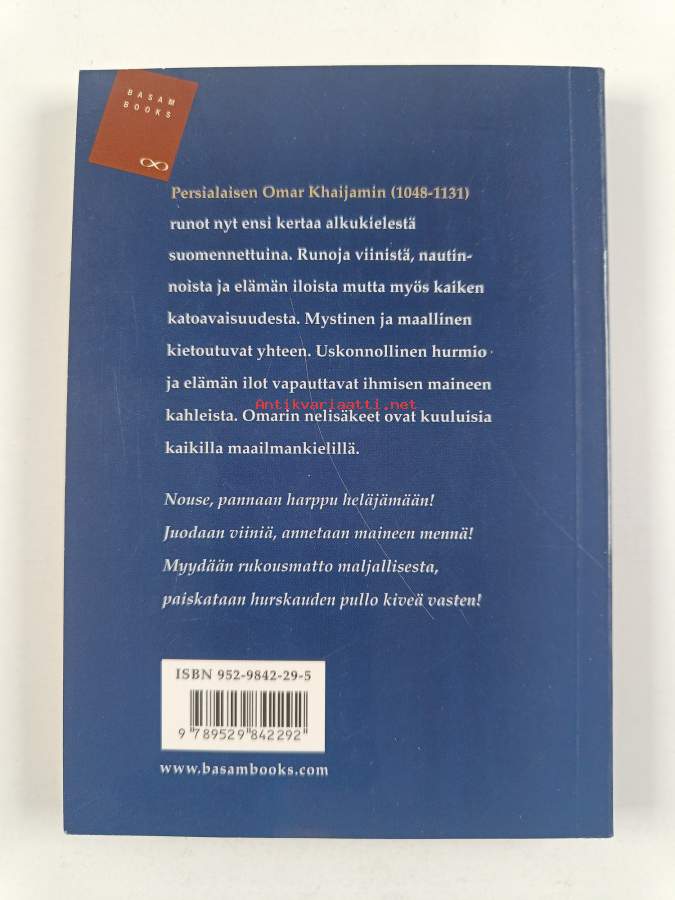 BASAM
BOOKS
Persialaisen Omar Khaijamin (1048-1131)
runot nyt ensi kertaa alkukielestä
suomennettuina. Runoja viinistä, nautin-
noista ja elämän iloista mutta myös kaiken
katoavaisuudesta. Mystinen ja maallinen
kietoutuvat yhteen. Uskonnollinen hurmio
ja elämän ilot vapauttavat ihmisen maineen
Antikvariaatti.net
kahleista. Omarin nelisäkeet ovat kuuluisia
kaikilla maailmankielillä.
Nouse, pannaan harppu heläjämään!
Juodaan viiniä, annetaan maineen mennä!
Myydään rukousmatto maljallisesta,
paiskataan hurskauden pullo kiveä vasten!
ISBN 952-9842-29-5
9 789529 842292
www.basambooks.com